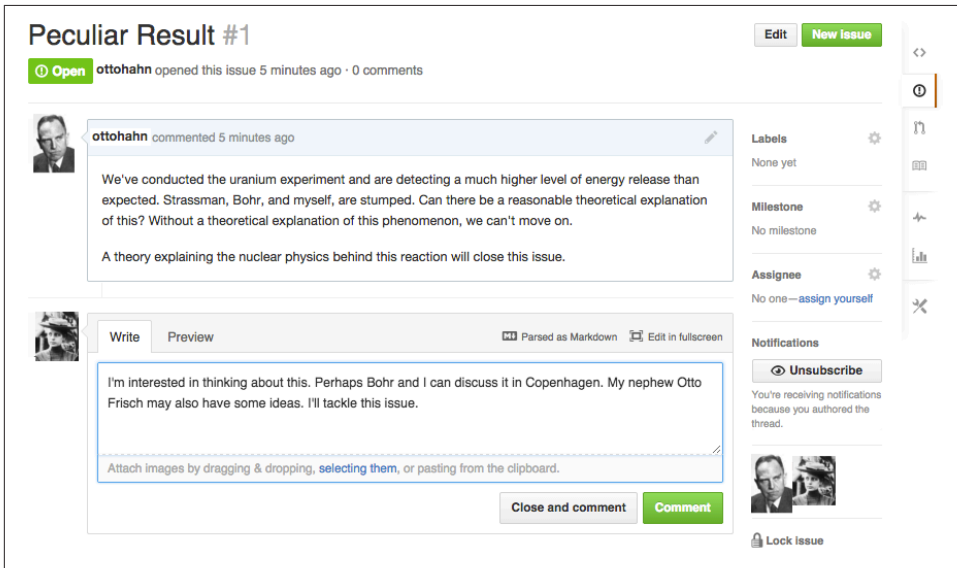 Peculiar Result #1
Edit
New issue
Open
ottohahn opened this issue 5 minutes ago · 0 comments
ottohahn commented 5 minutes ago
We've conducted the uranium experiment and are detecting a much higher level of energy release than
expected. Strassman, Bohr, and myself, are stumped. Can there be a reasonable theoretical explanation
of this? Without a theoretical explanation of this phenomenon, we can't move on.
A theory explaining the nuclear physics behind this reaction will close this issue.
Write
Preview
Parsed as Markdown
Edit in fullscreen
I'm interested in thinking about this. Perhaps Bohr and I can discuss it in Copenhagen. My nephew Otto
Frisch may also have some ideas. I'll tackle this issue.
Attach images by dragging & dropping, selecting them, or pasting from the clipboard.
Close and comment
Comment
Labels
None yet
Milestone
No milestone
Assignee
No one—assign yourself
Notifications
Unsubscribe
You're receiving notifications
because you authored the
thread.
Lock issue